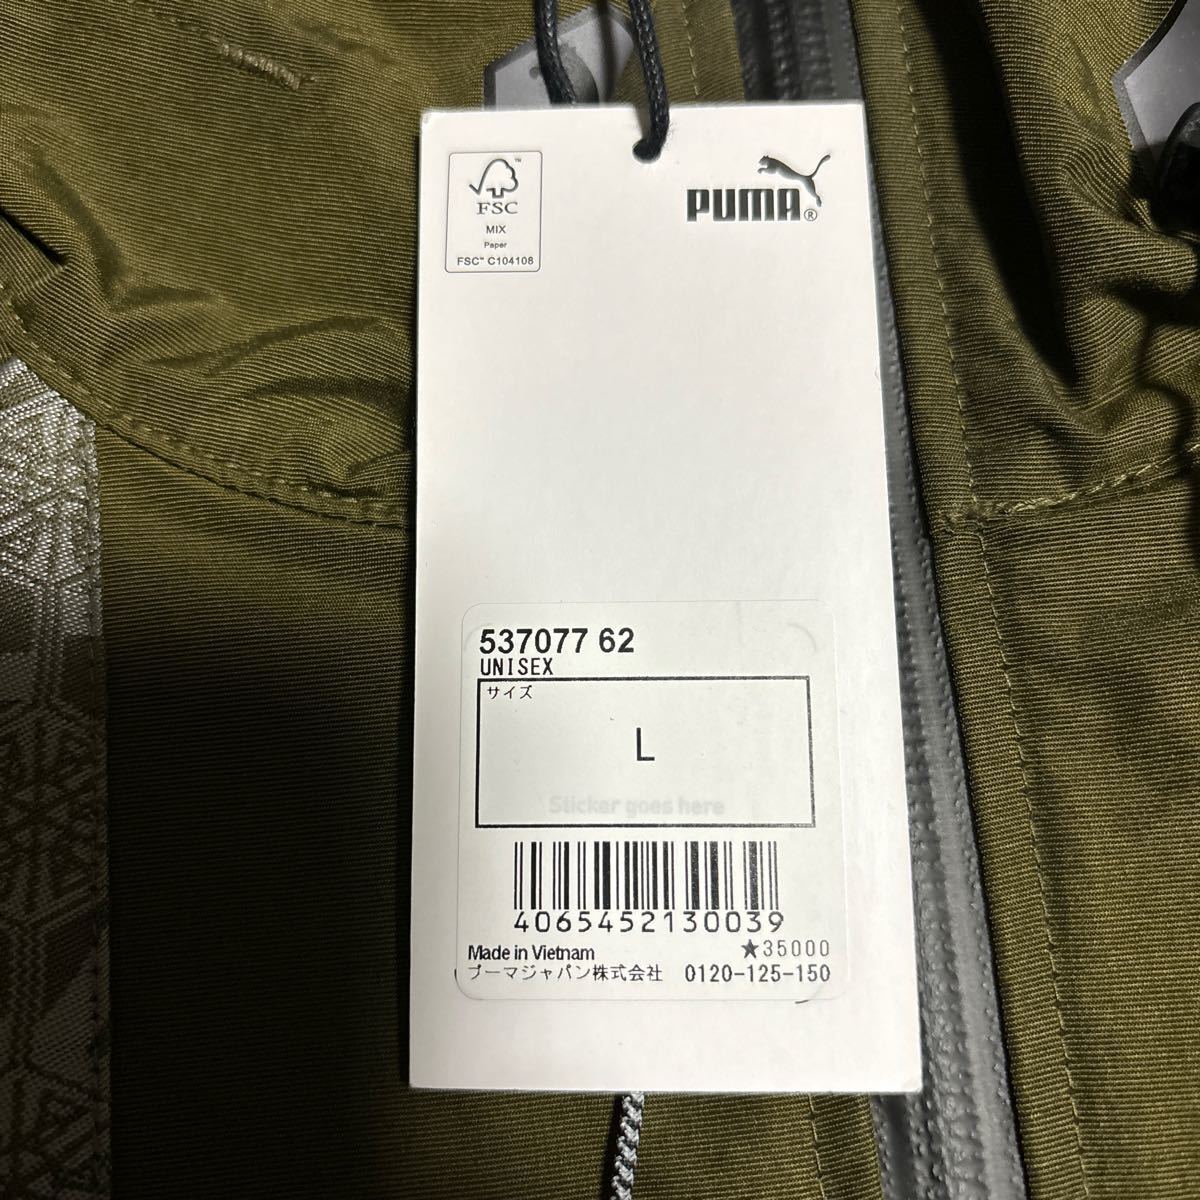 FSC™
MIX
Paper
FSC™ C104108
PUMA®
537077 62
UNISEX
サイズ
L
Sticker goes here
4065452130039
Made in Vietnam
★35000
プーマジャパン株式会社 0120-125-150